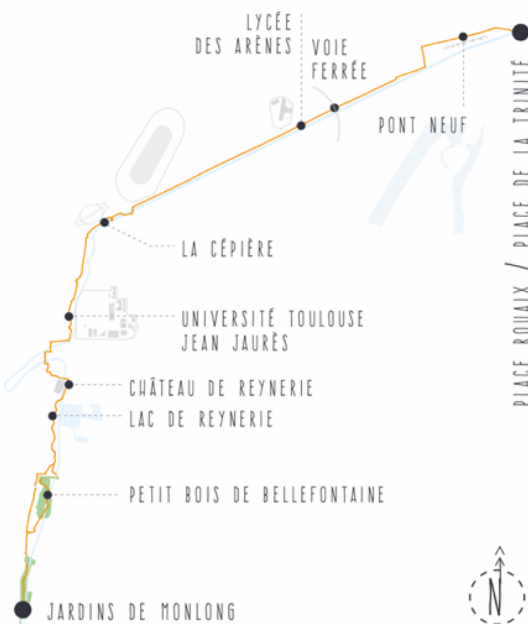 LYCÉE
DES ARÈNES
VOIE
FERRÉE
PONT NEUF
PLACE ROUAIX / PLACE DE LA TRINITÉ
LA CÉPIÈRE
UNIVERSITÉ TOULOUSE
JEAN JAURÈS
CHÂTEAU DE REYNERIE
LAC DE REYNERIE
PETIT BOIS DE BELLEFONTAINE
JARDINS DE MONLONG
N